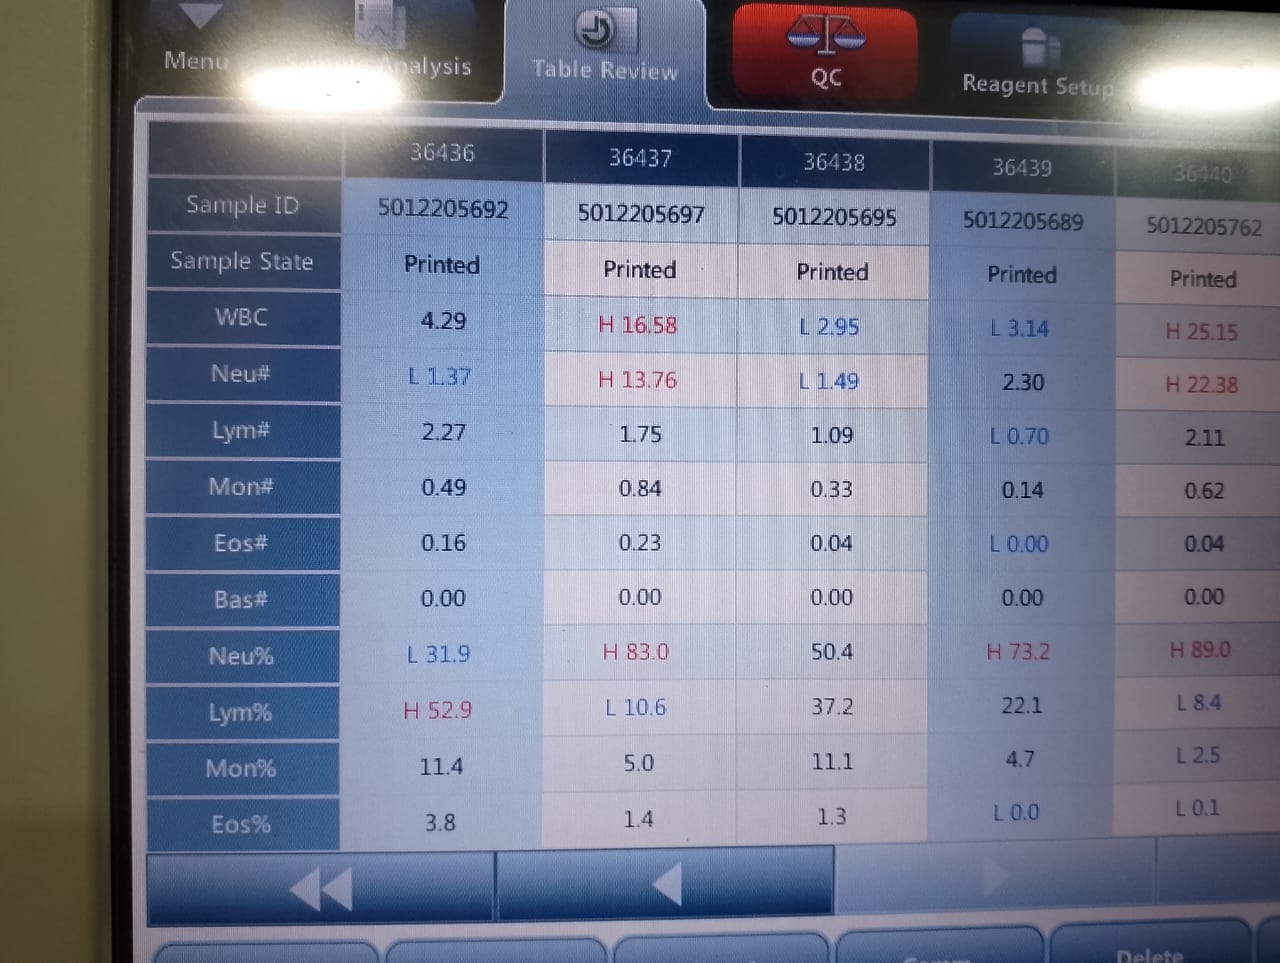 Menu Sample Analysis Table Review QC Reagent Setup
36436 36437 36438 36439 36440
Sample ID 5012205692 5012205697 5012205695 5012205689 5012205762
Sample State Printed Printed Printed Printed Printed
WBC 4.29 H 16.58 L 2.95 L 3.14 H 25.15
Neu# L 1.37 H 13.76 L 1.49 2.30 H 22.38
Lym# 2.27 1.75 1.09 L 0.70 2.11
Mon# 0.49 0.84 0.33 0.14 0.62
Eos# 0.16 0.23 0.04 L 0.00 0.04
Bas# 0.00 0.00 0.00 0.00 0.00
Neu% L 31.9 H 83.0 50.4 H 73.2 H 89.0
Lym% H 52.9 L 10.6 37.2 22.1 L 8.4
Mon% 11.4 5.0 11.1 4.7 L 2.5
Eos% 3.8 1.4 1.3 L 0.0 L 0.1
Delete